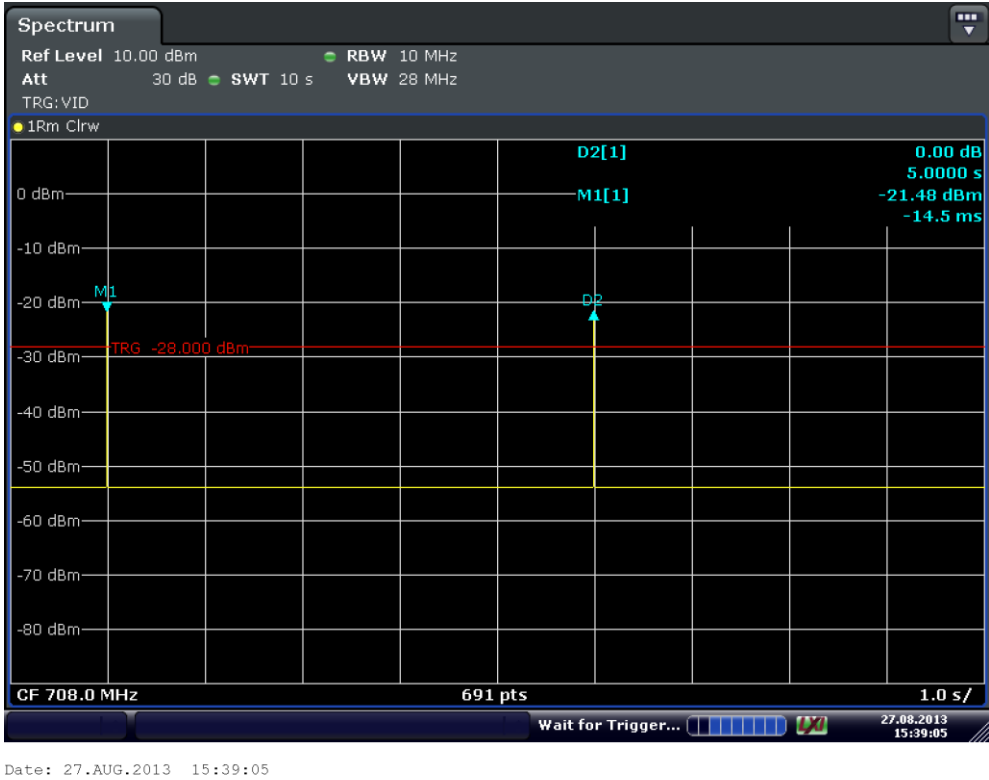 Spectrum
Ref Level 10.00 dBm RBW 10 MHz
Att 30 dB SWT 10 s VBW 28 MHz
TRG:VID
1Rm Clrw
D2[1] 0.00 dB
5.0000 s
0 dBm M1[1] -21.48 dBm
-14.5 ms
-10 dBm
M1
-20 dBm D2
TRG -28.000 dBm
-30 dBm
-40 dBm
-50 dBm
-60 dBm
-70 dBm
-80 dBm
CF 708.0 MHz 691 pts 1.0 s/
Wait for Trigger... LXI 27.08.2013
15:39:05
Date: 27.AUG.2013 15:39:05